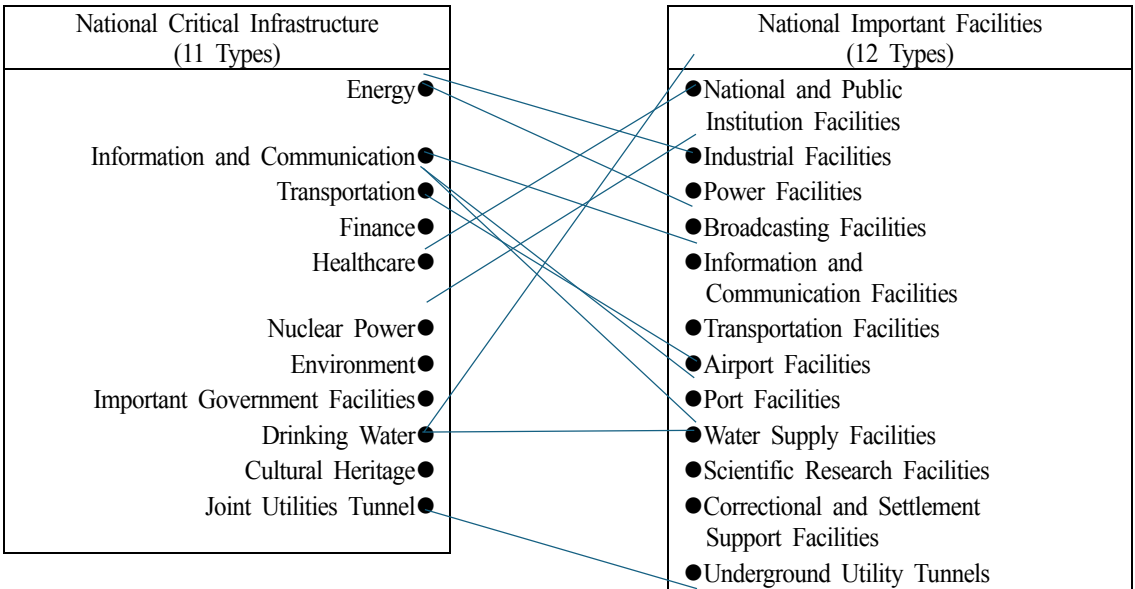 National Critical Infrastructure
(11 Types)
Energy
Information and Communication
Transportation
Finance
Healthcare
Nuclear Power
Environment
Important Government Facilities
Drinking Water
Cultural Heritage
Joint Utilities Tunnel
National Important Facilities
(12 Types)
National and Public
Institution Facilities
Industrial Facilities
Power Facilities
Broadcasting Facilities
Information and
Communication Facilities
Transportation Facilities
Airport Facilities
Port Facilities
Water Supply Facilities
Scientific Research Facilities
Correctional and Settlement
Support Facilities
Underground Utility Tunnels